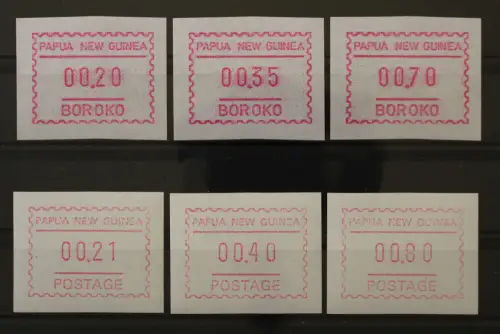 PAPUA NEW GUINEA
00.20
BOROKO
PAPUA NEW GUINEA
00.35
BOROKO
PAPUA NEW GUINEA
00.70
BOROKO
PAPUA NEW GUINEA
00.21
POSTAGE
PAPUA NEW GUINEA
00.40
POSTAGE
PAPUA NEW GUINEA
00.80
POSTAGE